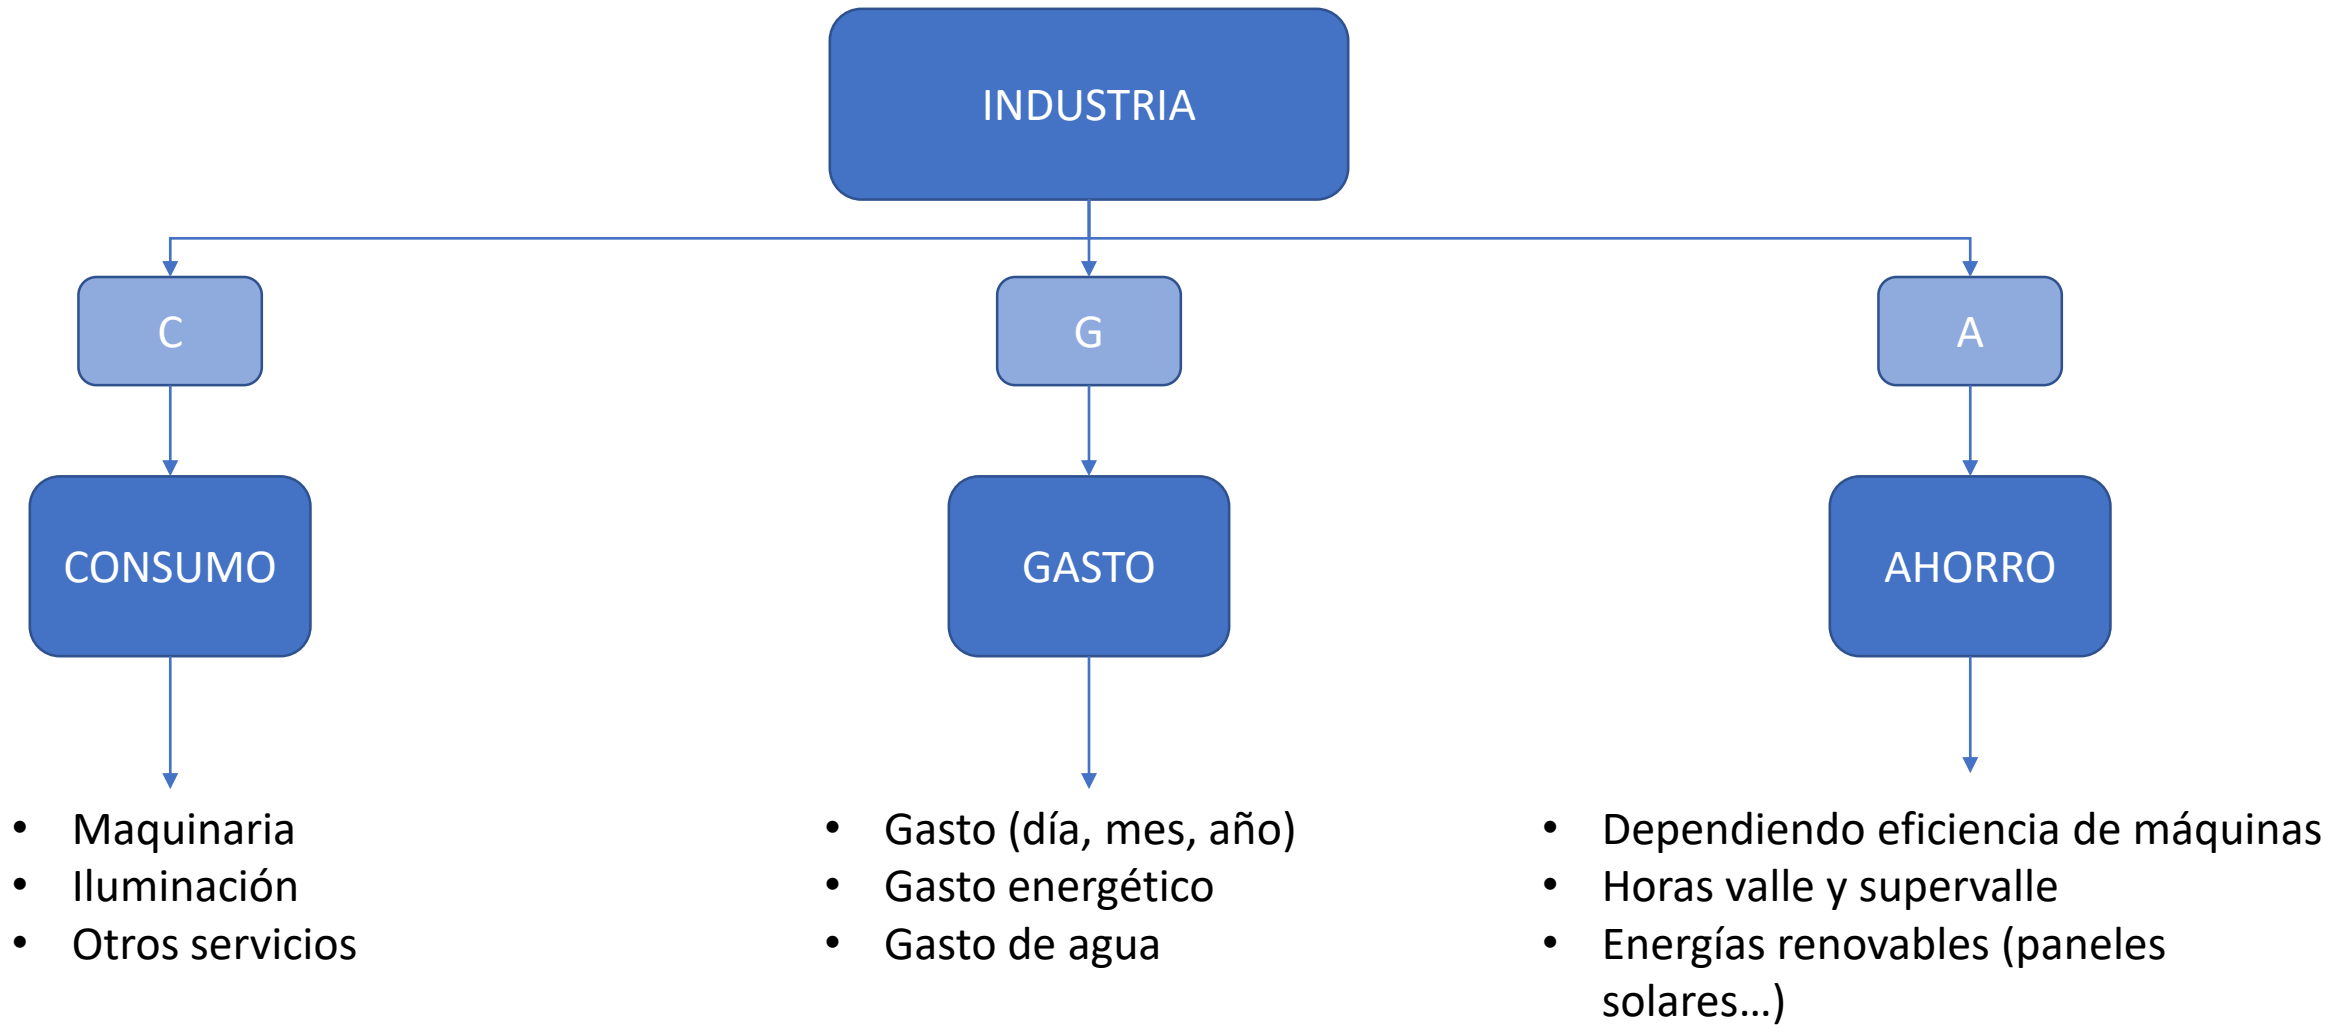 INDUSTRIA
C
G
A
CONSUMO
GASTO
AHORRO
• Maquinaria
• Iluminación
• Otros servicios
• Gasto (día, mes, año)
• Gasto energético
• Gasto de agua
• Dependiendo eficiencia de máquinas
• Horas valle y supervalle
• Energías renovables (paneles
solares...)